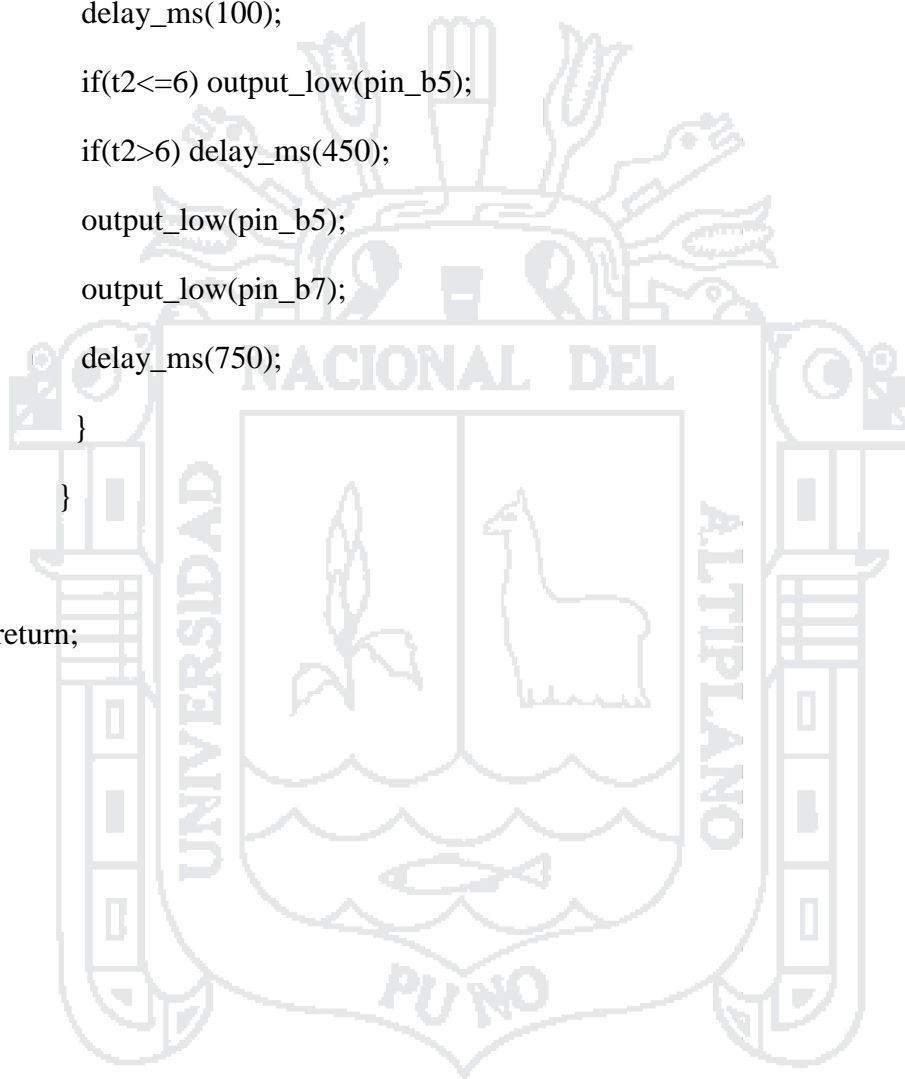 delay_ms(100);
if(t2<=6) output_low(pin_b5);
if(t2>6) delay_ms(450);
output_low(pin_b5);
output_low(pin_b7);
delay_ms(750);
}
}
return;
NACIONAL DEL
UNIVERSIDAD
ALTIPLANO
PUNO